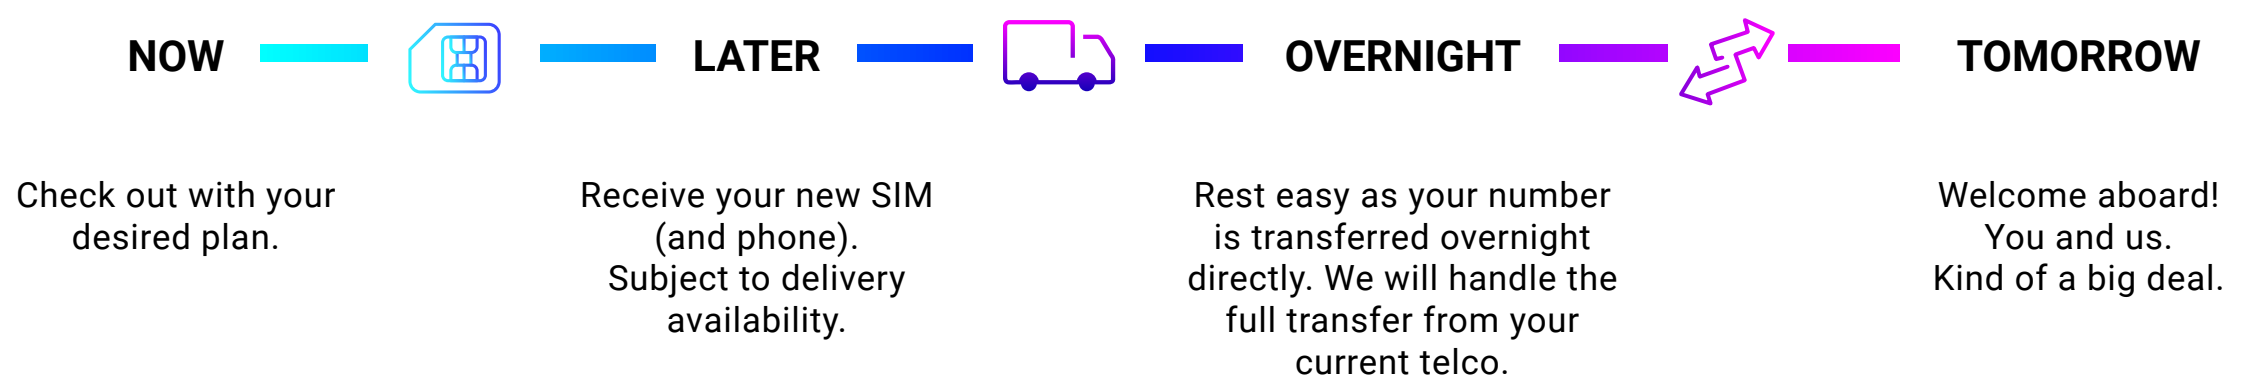 NOW
LATER
OVERNIGHT
TOMORROW
Check out with your
desired plan.
Receive your new SIM
(and phone).
Subject to delivery
availability.
Rest easy as your number
is transferred overnight
directly. We will handle the
full transfer from your
current telco.
Welcome aboard!
You and us.
Kind of a big deal.